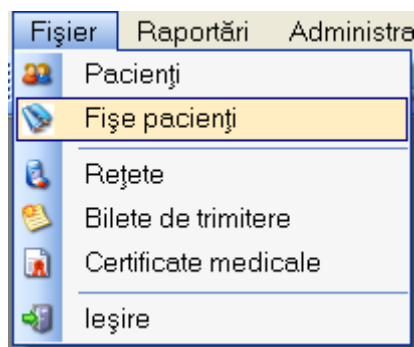 Fişier Raportări Administra
Pacienţi
Fişe pacienţi
Reţete
Bilete de trimitere
Certificate medicale
Ieşire